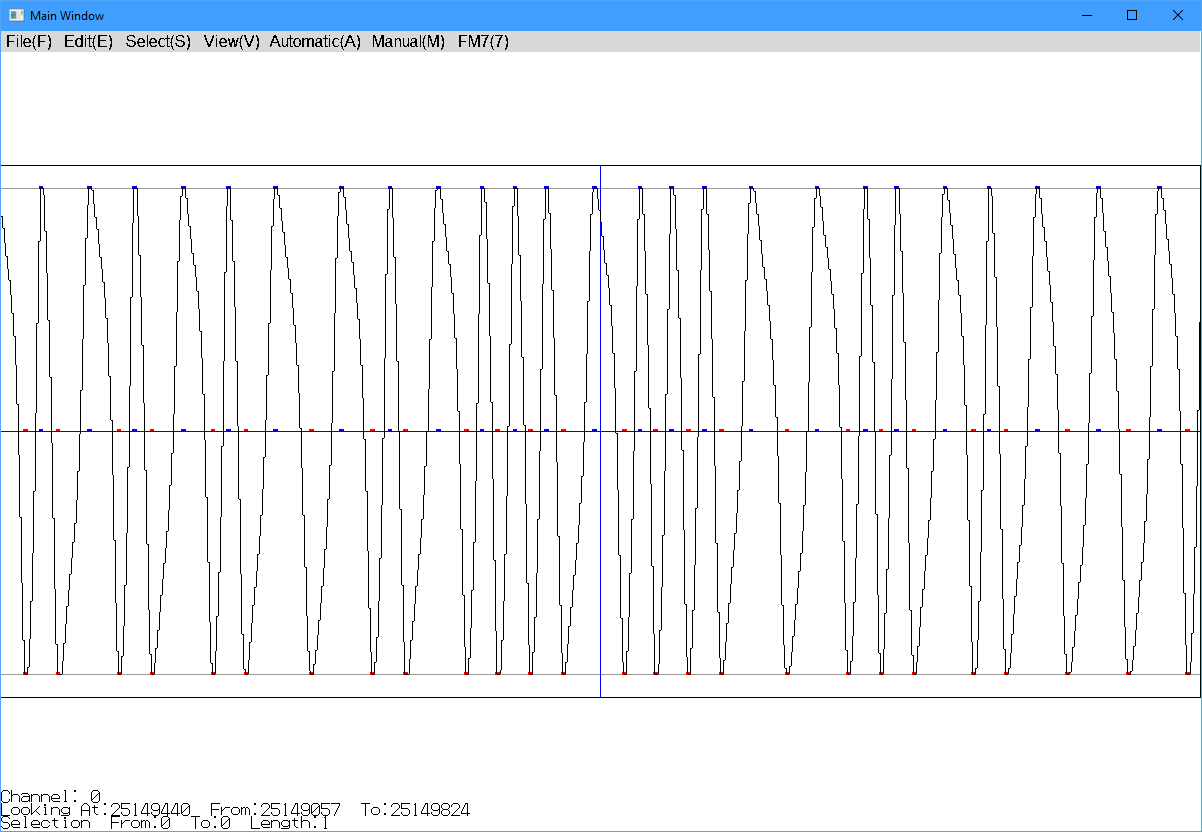 Main Window
File(F) Edit(E) Select(S) View(V) Automatic(A) Manual(M) FM7(7)
Channel: 0
Looking At:25149440 From:25149057 To:25149824
Selection From:0 To:0 Length:1